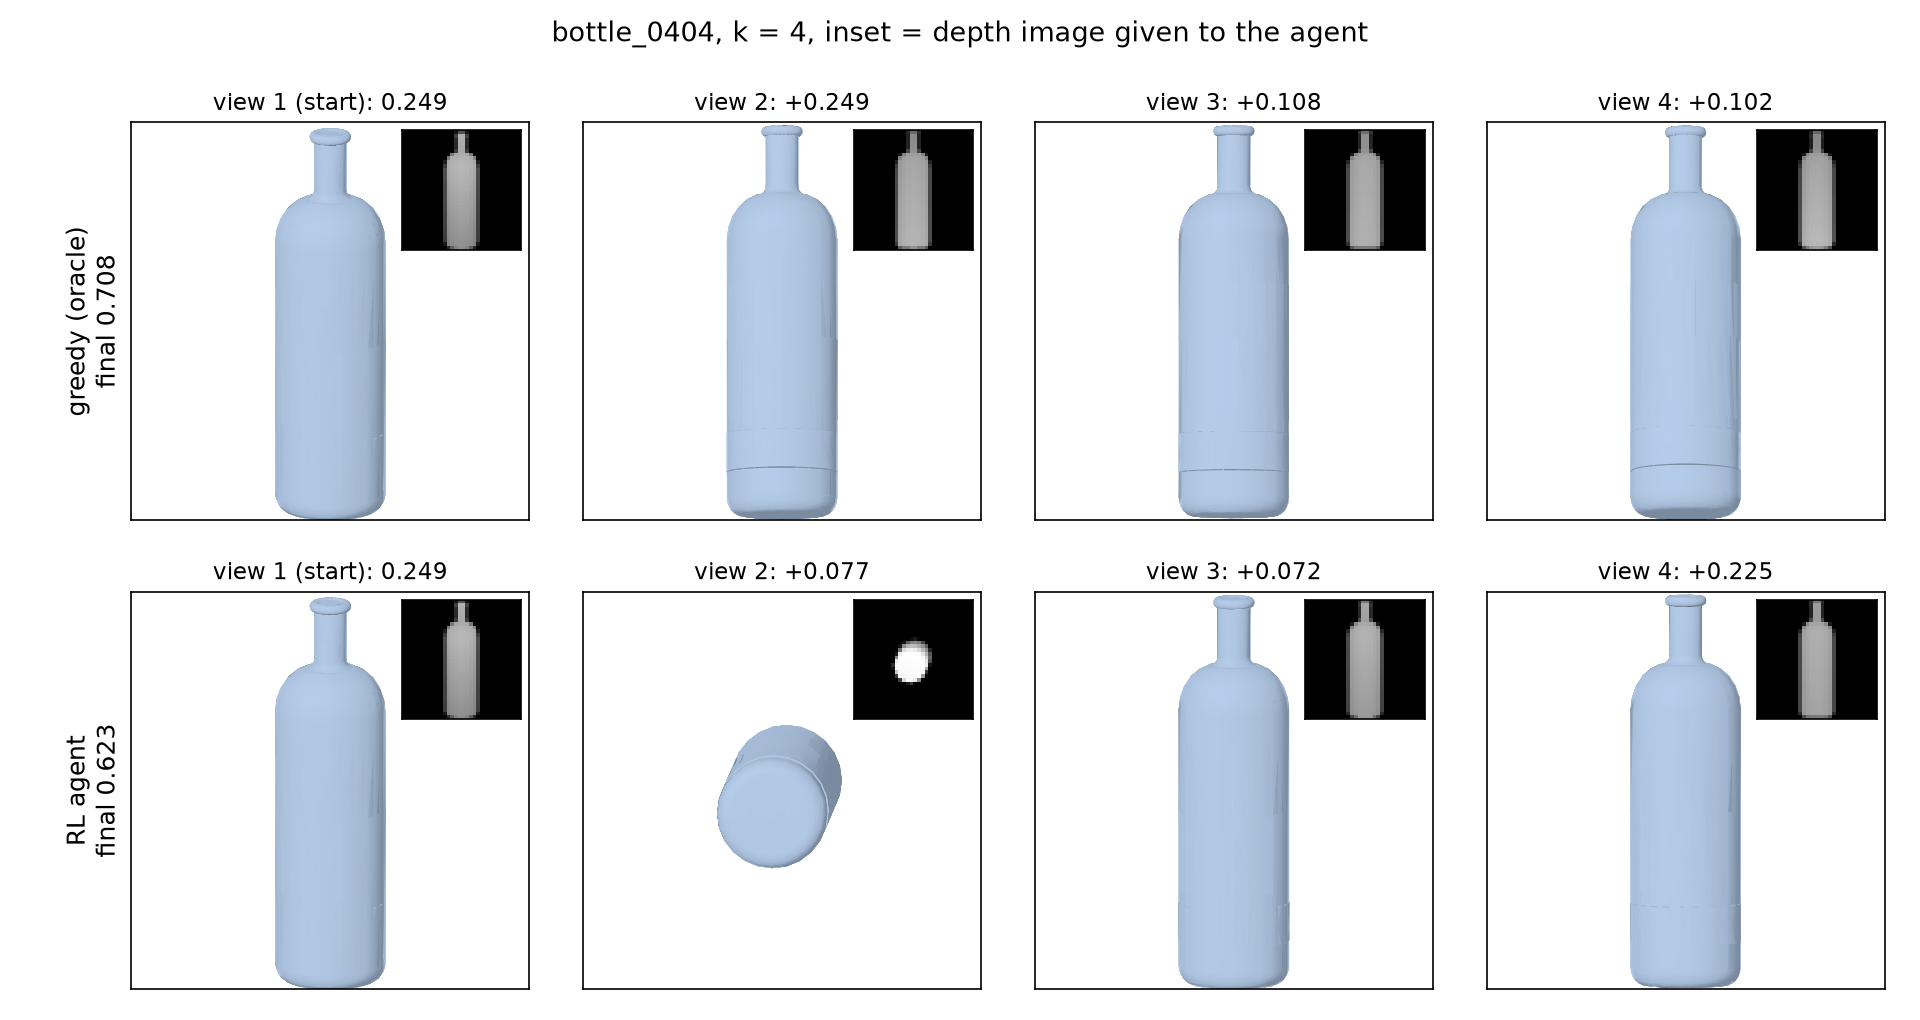 bottle_0404, k = 4, inset = depth image given to the agent
view 1 (start): 0.249
view 2: +0.249
view 3: +0.108
view 4: +0.102
greedy (oracle)
final 0.708
view 1 (start): 0.249
view 2: +0.077
view 3: +0.072
view 4: +0.225
RL agent
final 0.623